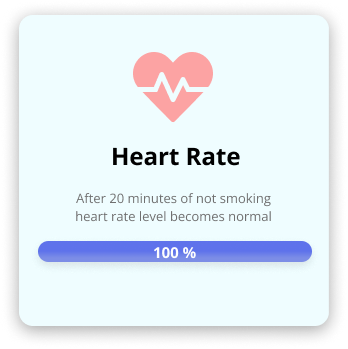 Heart Rate
After 20 minutes of not smoking
heart rate level becomes normal
100 %